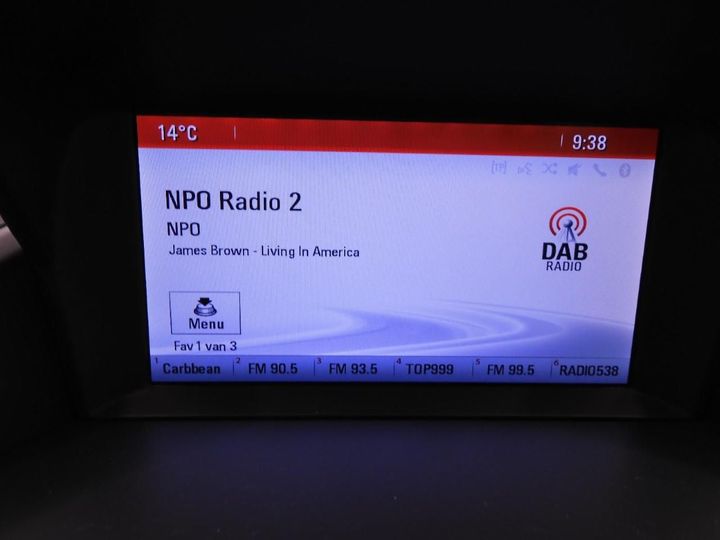 14°C 9:38
NPO Radio 2
NPO
James Brown - Living In America
DAB
RADIO
Menu
Fav 1 van 3
1 Carbbean 2 FM 90.5 3 FM 93.5 4 TOP999 5 FM 99.5 6 RADIO538